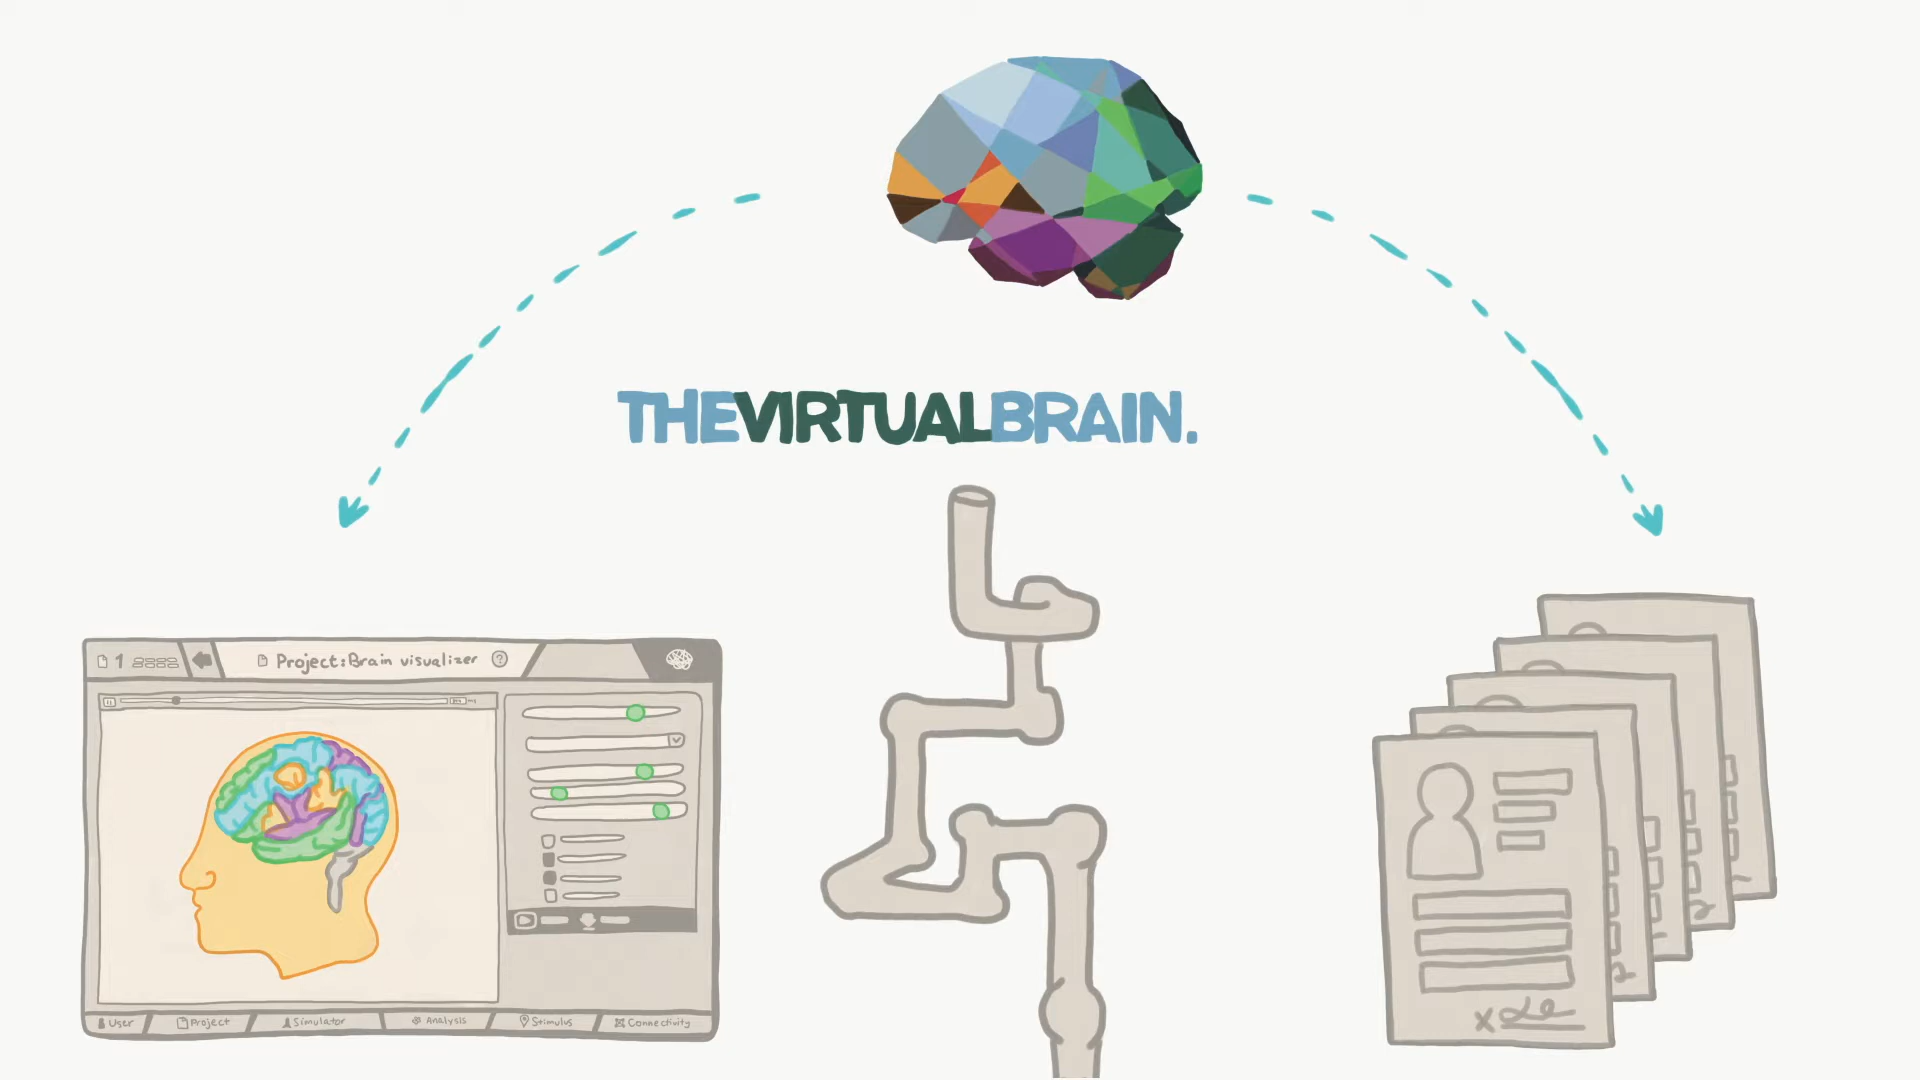 THEVIRTUALBRAIN.
1
Project: Brain visualizer ?
User
Project
Simulator
Analysis
Stimulus
Connectivity
x